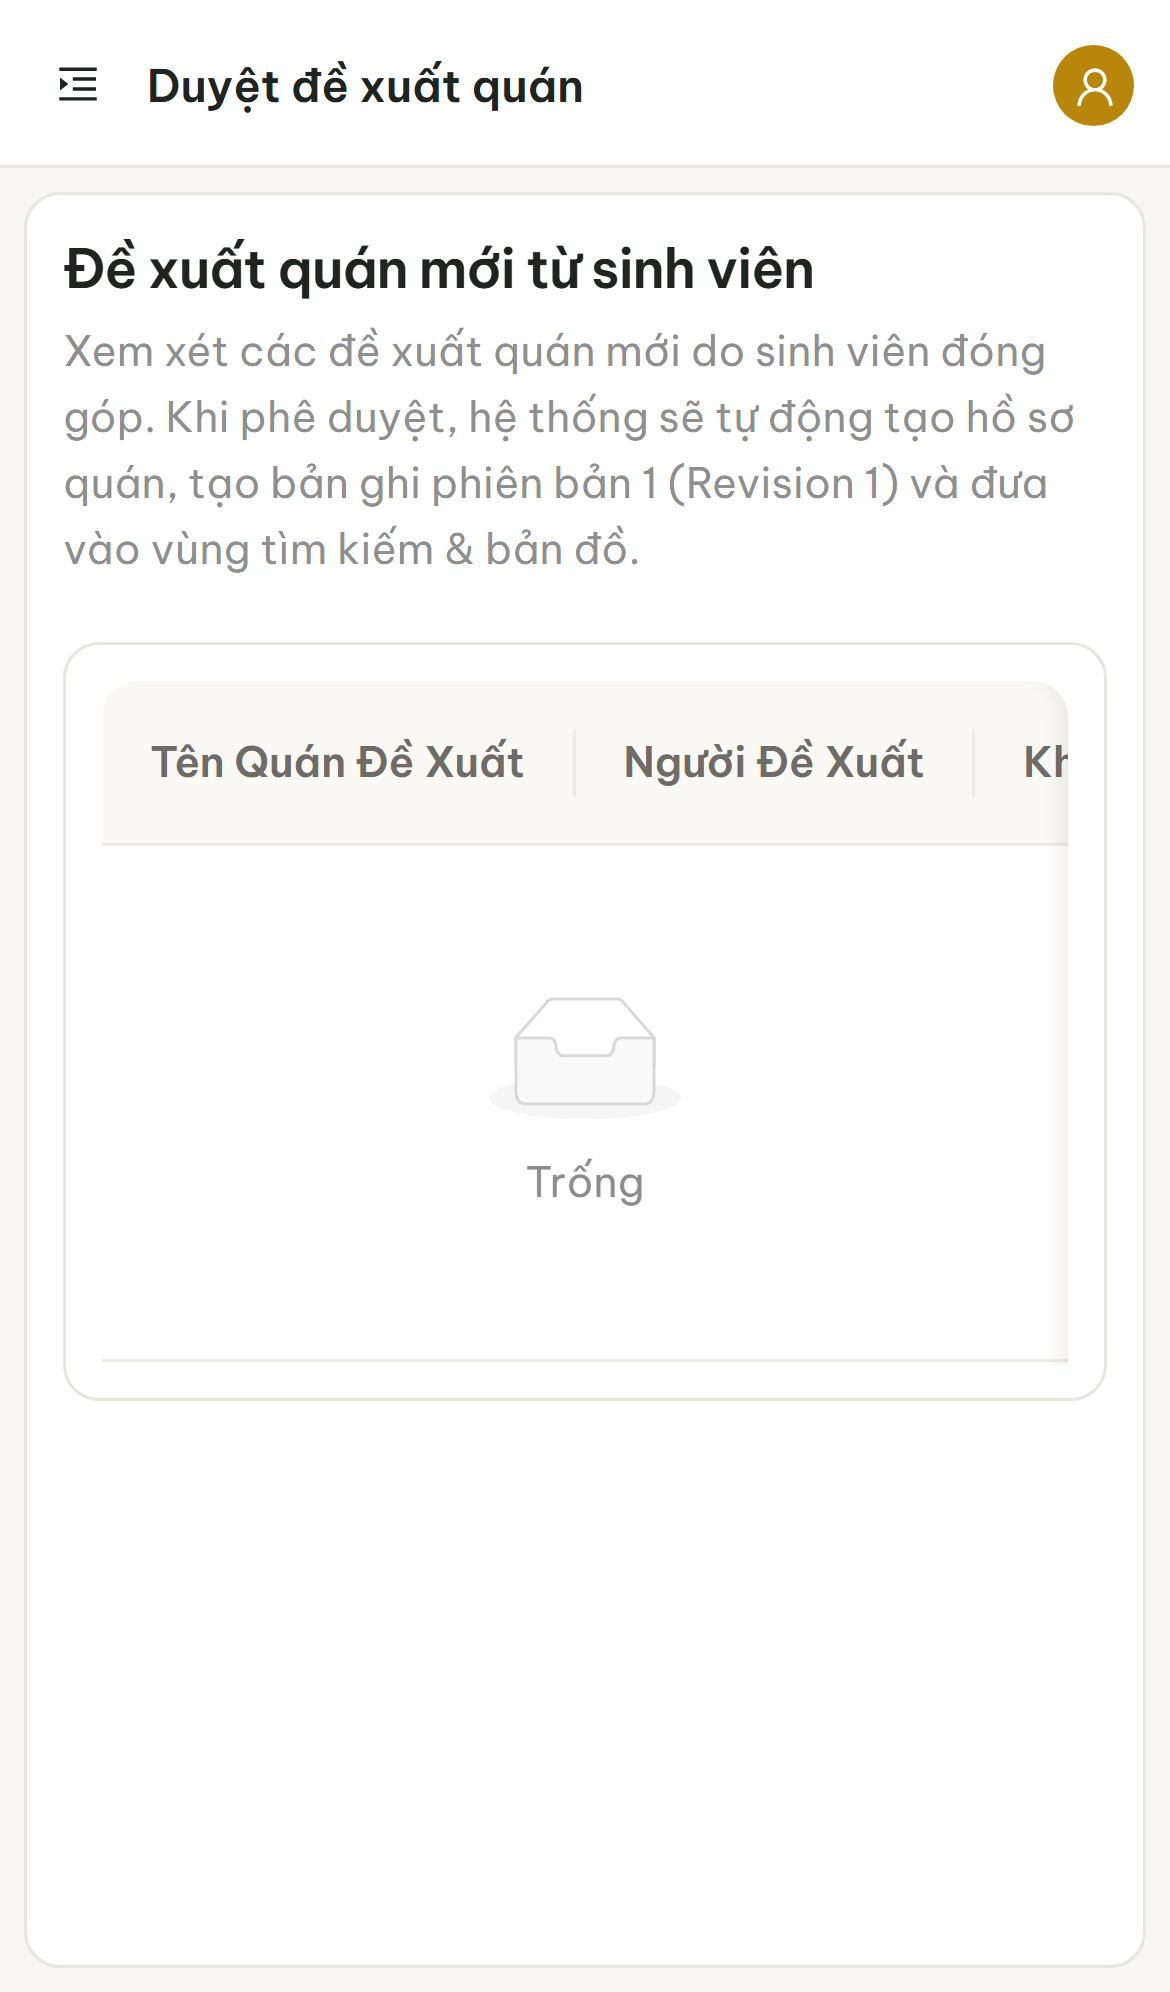 Duyệt đề xuất quán
Đề xuất quán mới từ sinh viên
Xem xét các đề xuất quán mới do sinh viên đóng
góp. Khi phê duyệt, hệ thống sẽ tự động tạo hồ sơ
quán, tạo bản ghi phiên bản 1 (Revision 1) và đưa
vào vùng tìm kiếm & bản đồ.
Tên Quán Đề Xuất Người Đề Xuất
Trống